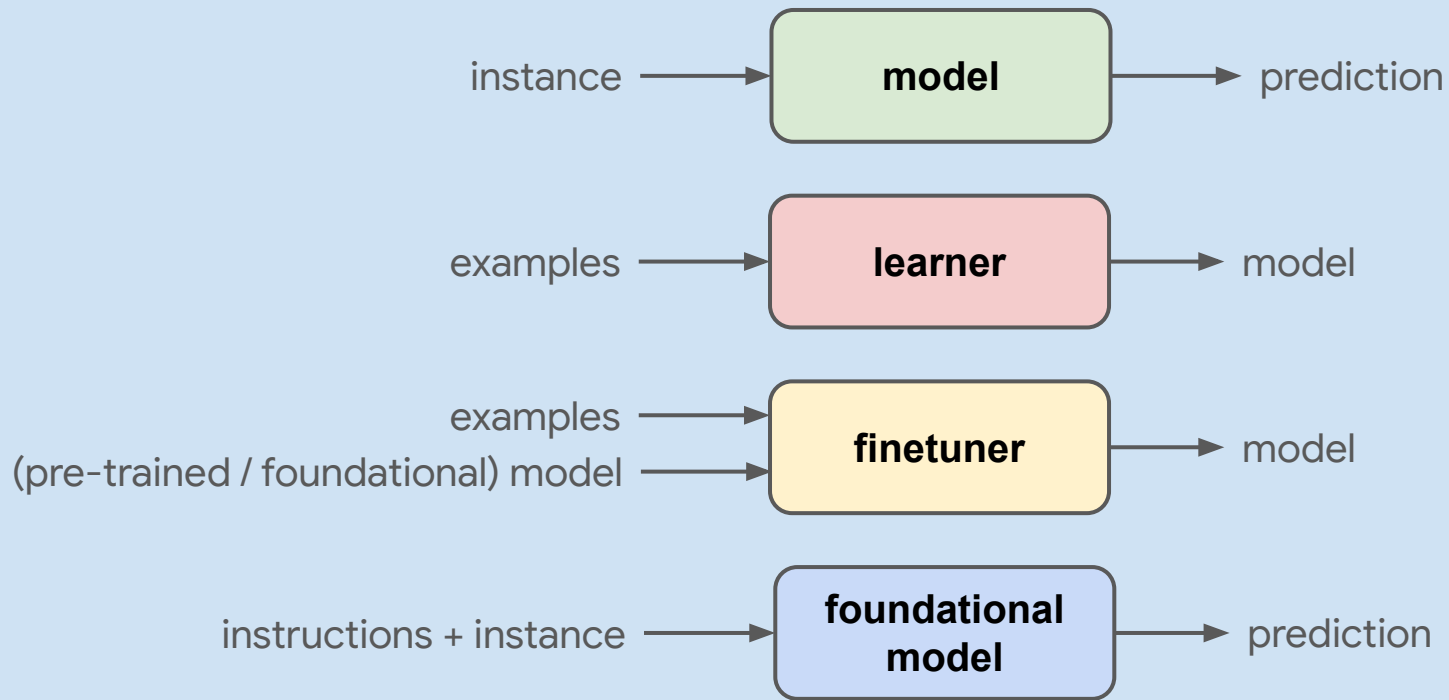 instance
model
prediction
examples
learner
model
examples
(pre-trained / foundational) model
finetuner
model
instructions + instance
foundational
model
prediction